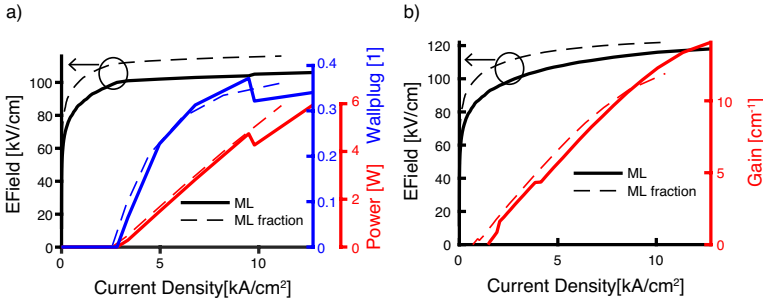 a)
EField [kV/cm]
100
80
60
40
20
0
0
5
10
Current Density[kA/cm²]
ML
ML fraction
0.4
0.3
0.2
0.1
0
Wallplug [1]
6
4
2
0
Power [W]
b)
EField [kV/cm]
120
100
80
60
40
20
0
0
5
10
Current Density[kA/cm²]
ML
ML fraction
10
5
0
Gain [cm⁻¹]